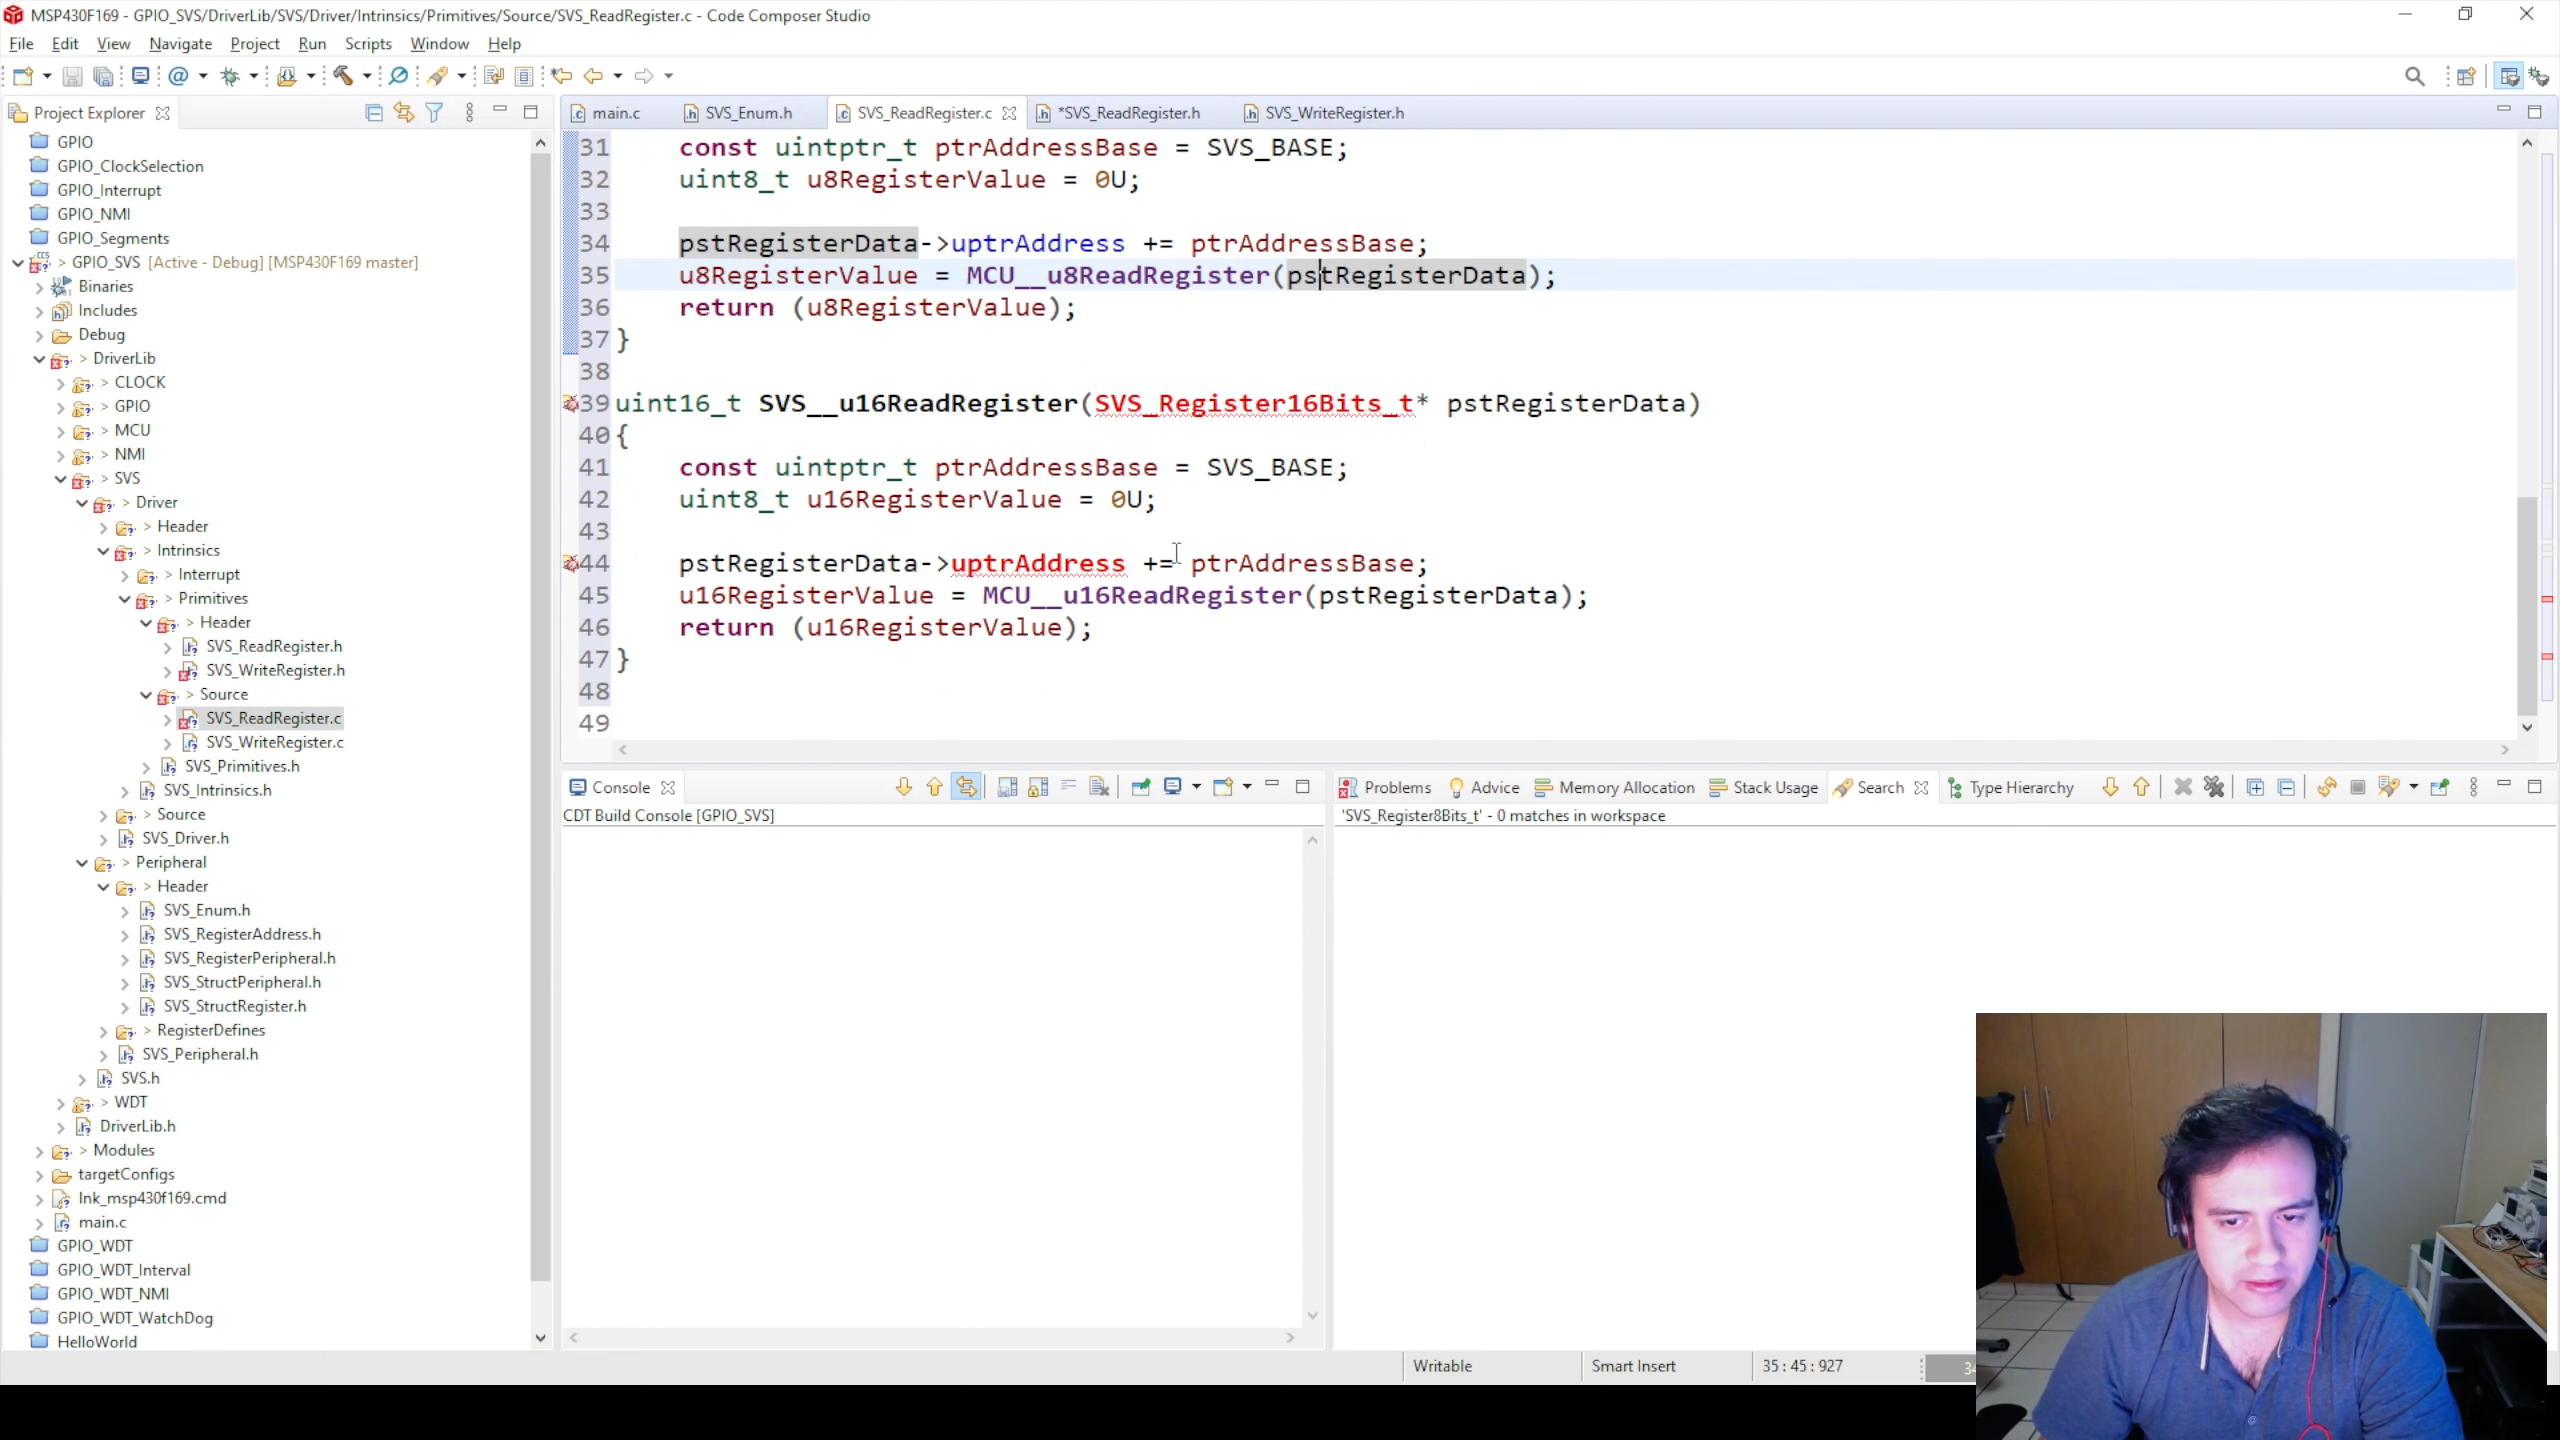 MSP430F169 - GPIO_SVS/DriverLib/SVS/Driver/Intrinsics/Primitives/Source/SVS_ReadRegister.c - Code Composer Studio
File Edit View Navigate Project Run Scripts Window Help
Project Explorer
GPIO
GPIO_ClockSelection
GPIO_Interrupt
GPIO_NMI
GPIO_Segments
> GPIO_SVS [Active - Debug] [MSP430F169 master]
Binaries
Includes
Debug
> DriverLib
> CLOCK
> GPIO
> MCU
> NMI
> SVS
> Driver
> Header
> Intrinsics
> Interrupt
> Primitives
> Header
SVS_ReadRegister.h
SVS_WriteRegister.h
> Source
SVS_ReadRegister.c
SVS_WriteRegister.c
SVS_Primitives.h
SVS_Intrinsics.h
> Source
SVS_Driver.h
> Peripheral
> Header
SVS_Enum.h
SVS_RegisterAddress.h
SVS_RegisterPeripheral.h
SVS_StructPeripheral.h
SVS_StructRegister.h
> RegisterDefines
SVS_Peripheral.h
SVS.h
> WDT
DriverLib.h
> Modules
targetConfigs
lnk_msp430f169.cmd
main.c
GPIO_WDT
GPIO_WDT_Interval
GPIO_WDT_NMI
GPIO_WDT_WatchDog
HelloWorld
main.c SVS_Enum.h SVS_ReadRegister.c *SVS_ReadRegister.h SVS_WriteRegister.h
31 const uintptr_t ptrAddressBase = SVS_BASE;
32 uint8_t u8RegisterValue = 0U;
33
34 pstRegisterData->uptrAddress += ptrAddressBase;
35 u8RegisterValue = MCU__u8ReadRegister(pstRegisterData);
36 return (u8RegisterValue);
37 }
38
39 uint16_t SVS__u16ReadRegister(SVS_Register16Bits_t* pstRegisterData)
40 {
41 const uintptr_t ptrAddressBase = SVS_BASE;
42 uint8_t u16RegisterValue = 0U;
43
44 pstRegisterData->uptrAddress += ptrAddressBase;
45 u16RegisterValue = MCU__u16ReadRegister(pstRegisterData);
46 return (u16RegisterValue);
47 }
48
49
Console
CDT Build Console [GPIO_SVS]
Problems Advice Memory Allocation Stack Usage Search Type Hierarchy
'SVS_Register8Bits_t' - 0 matches in workspace
Writable Smart Insert 35 : 45 : 927